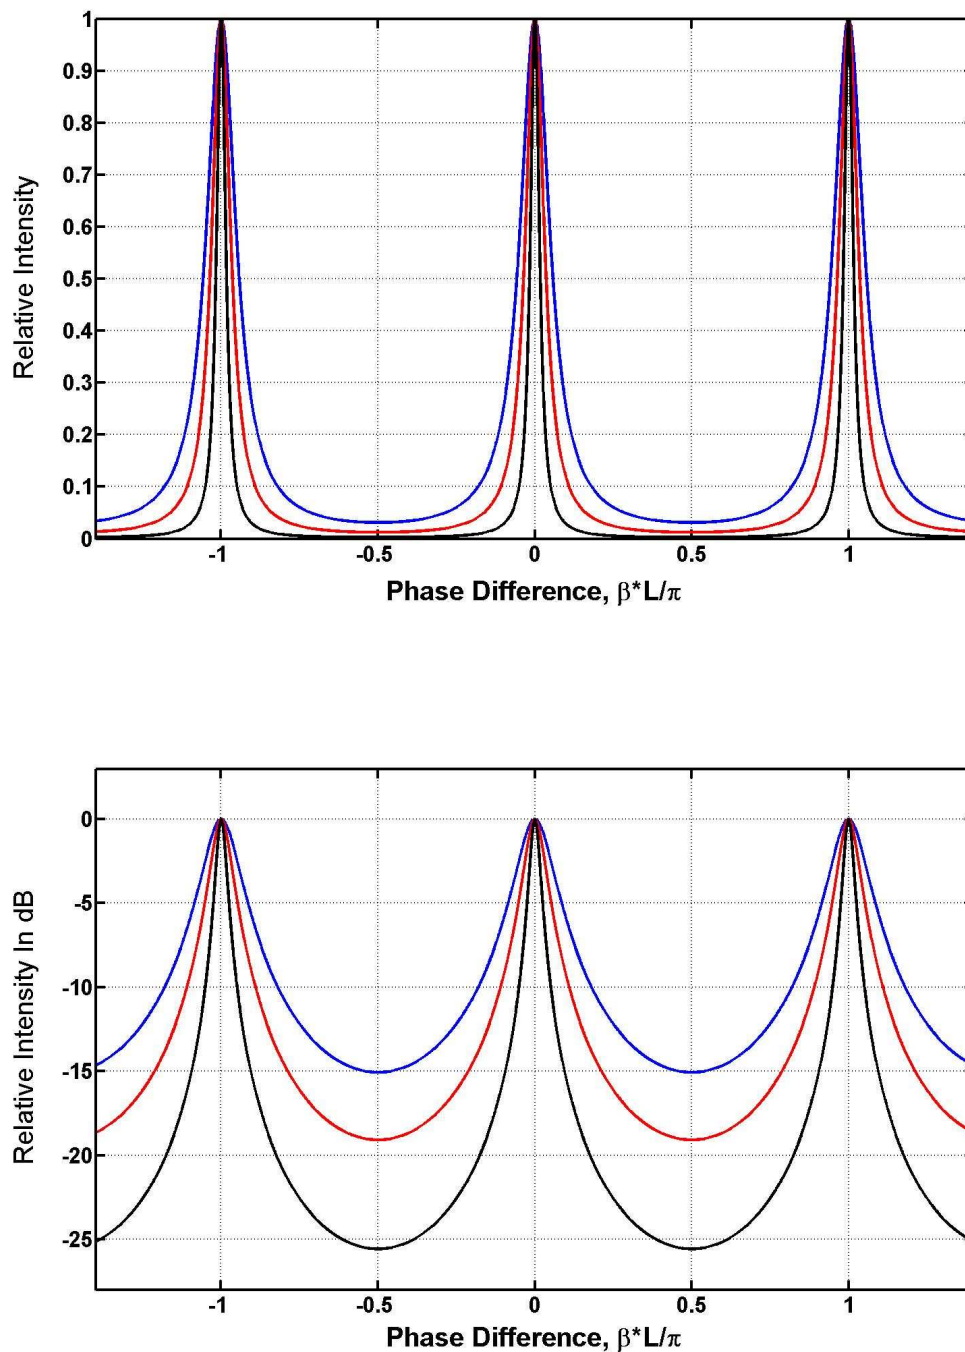 1
0.9
0.8
0.7
0.6
0.5
0.4
0.3
0.2
0.1
0
Relative Intensity
-1 -0.5 0 0.5 1
Phase Difference, β*L/π
0
-5
-10
-15
-20
-25
Relative Intensity In dB
-1 -0.5 0 0.5 1
Phase Difference, β*L/π